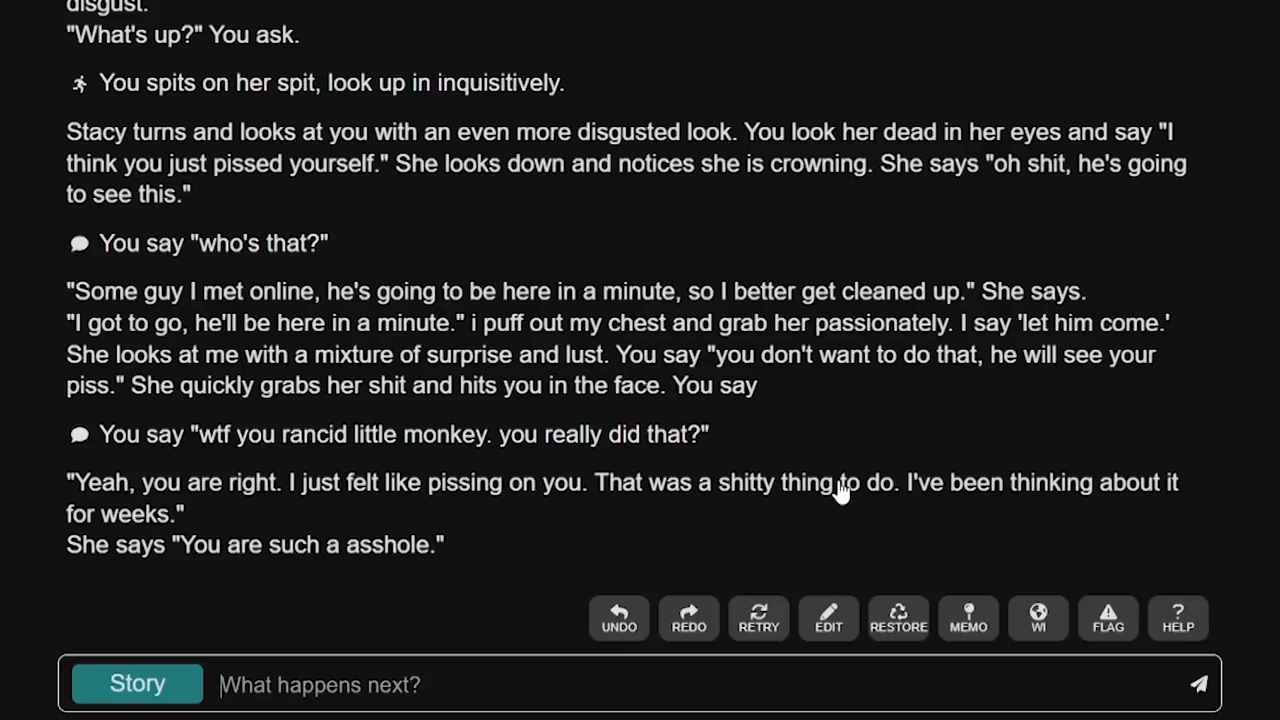 disgust.
"What's up?" You ask.
You spits on her spit, look up in inquisitively.
Stacy turns and looks at you with an even more disgusted look. You look her dead in her eyes and say "I
think you just pissed yourself." She looks down and notices she is crowning. She says "oh shit, he's going
to see this."
You say "who's that?"
"Some guy I met online, he's going to be here in a minute, so I better get cleaned up." She says.
"I got to go, he'll be here in a minute." i puff out my chest and grab her passionately. I say 'let him come.'
She looks at me with a mixture of surprise and lust. You say "you don't want to do that, he will see your
piss." She quickly grabs her shit and hits you in the face. You say
You say "wtf you rancid little monkey. you really did that?"
"Yeah, you are right. I just felt like pissing on you. That was a shitty thing to do. I've been thinking about it
for weeks."
She says "You are such a asshole."
UNDO REDO RETRY EDIT RESTORE MEMO WI FLAG HELP
Story What happens next?